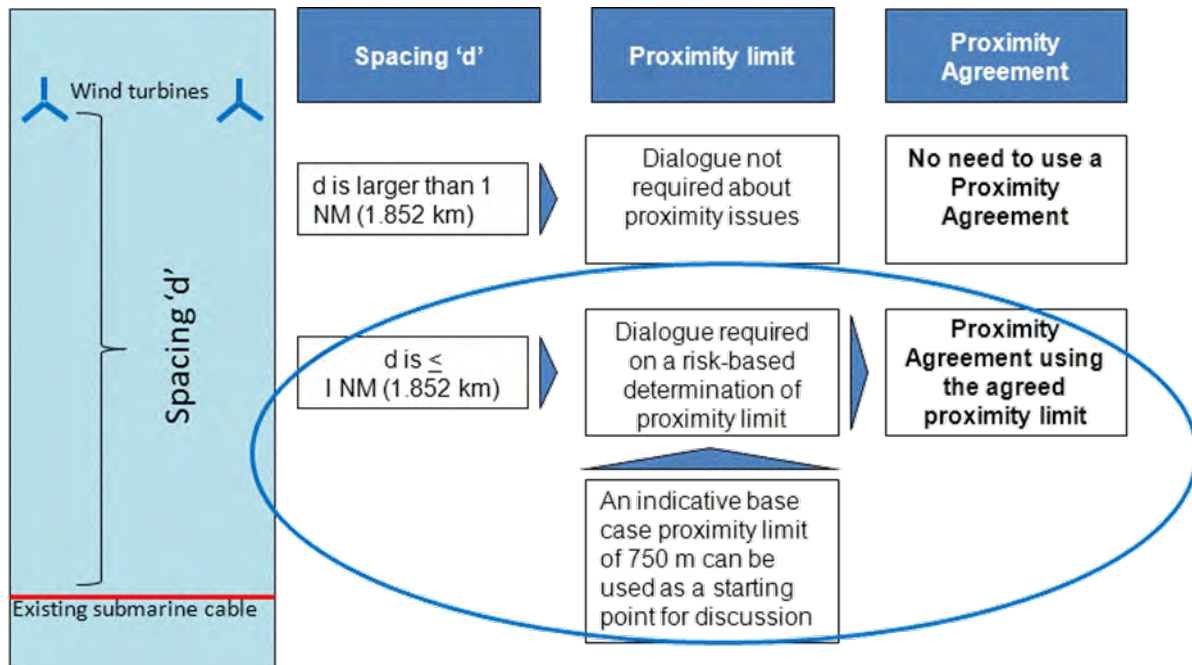 Wind turbines
Spacing ‘d’
Existing submarine cable
Spacing ‘d’
Proximity limit
Proximity
Agreement
d is larger than 1
NM (1.852 km)
Dialogue not
required about
proximity issues
No need to use a
Proximity
Agreement
d is ≤
I NM (1.852 km)
Dialogue required
on a risk-based
determination of
proximity limit
Proximity
Agreement using
the agreed
proximity limit
An indicative base
case proximity limit
of 750 m can be
used as a starting
point for discussion